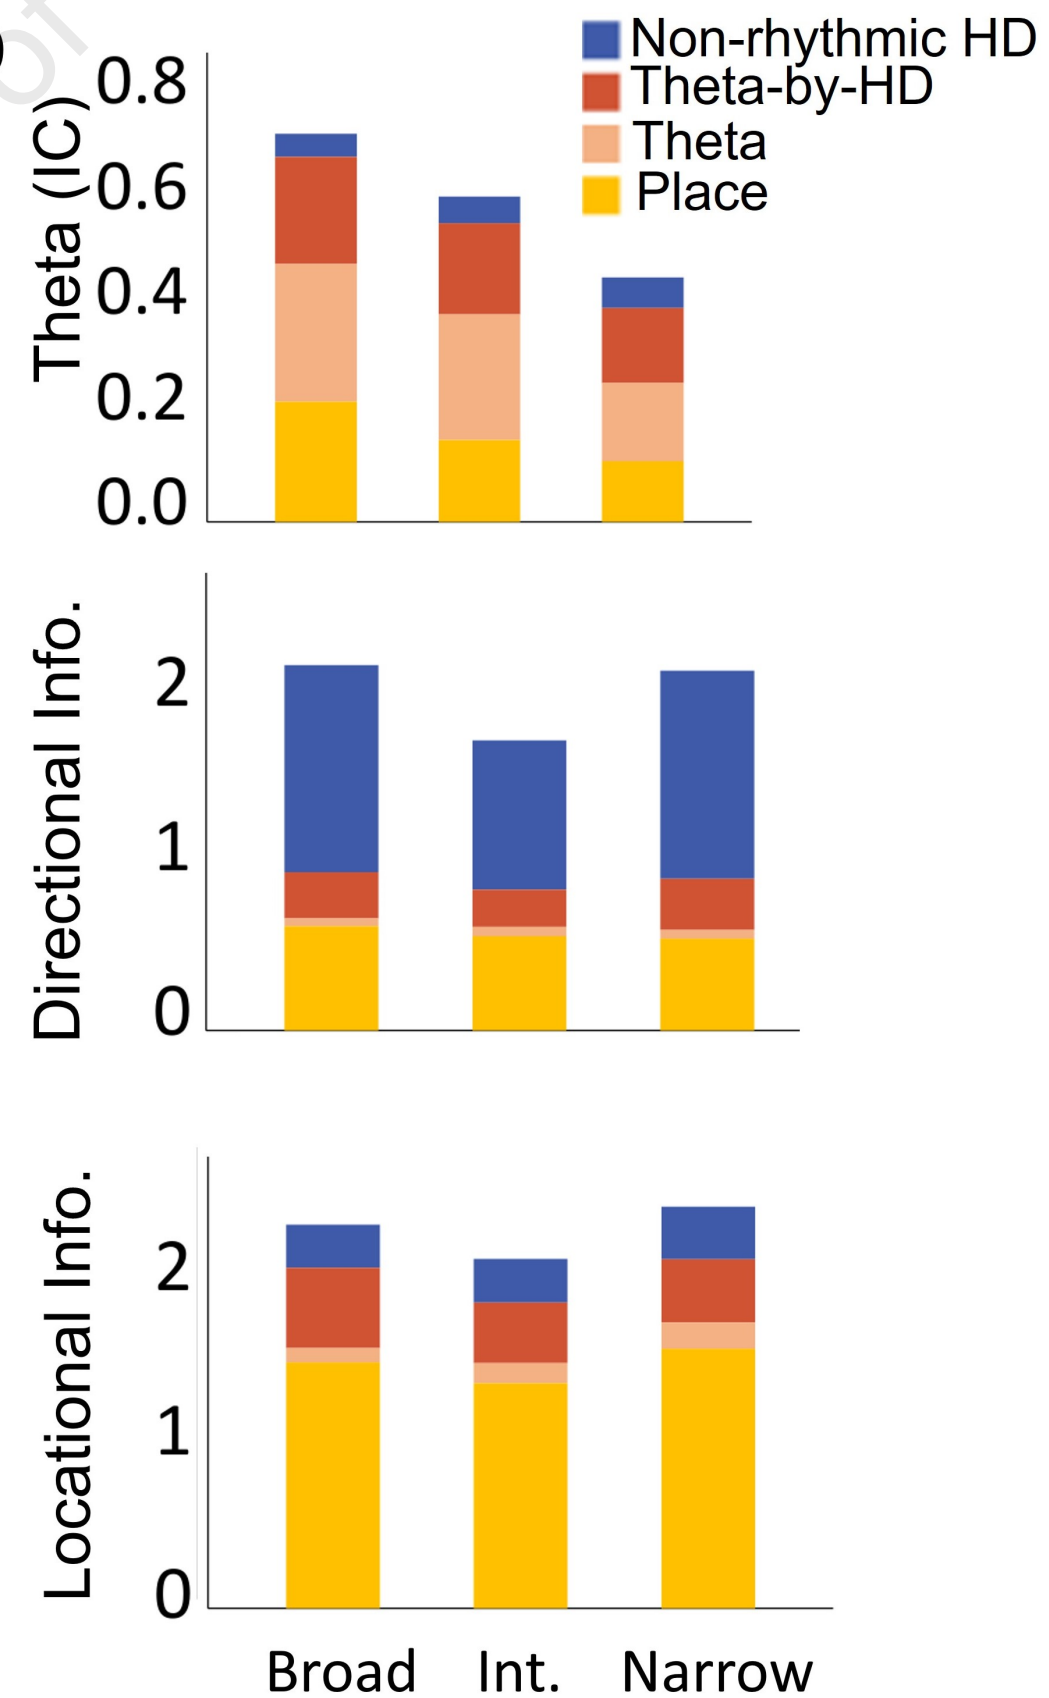 of
Non-rhythmic HD
Theta-by-HD
Theta
Place
Theta (IC)
0.8
0.6
0.4
0.2
0.0
Directional Info.
2
1
0
Locational Info.
2
1
0
Broad Int. Narrow